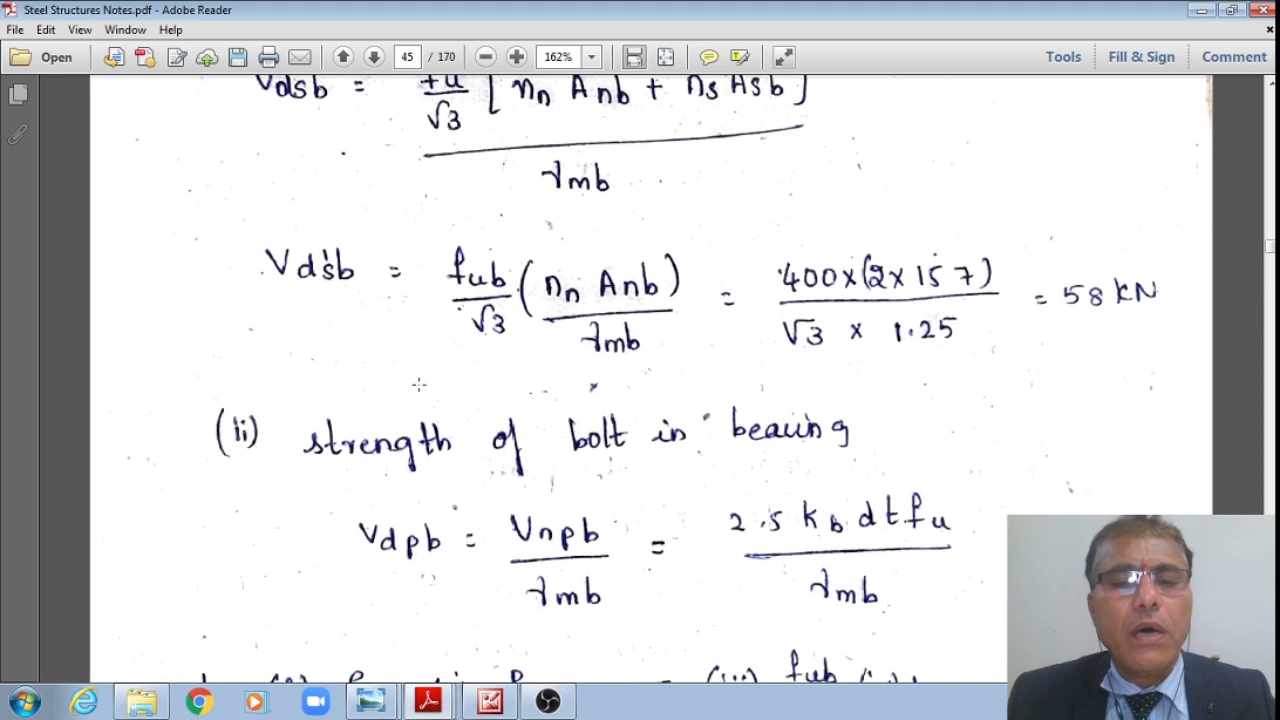 Steel Structures Notes.pdf - Adobe Reader
File Edit View Window Help
Open 45 / 170 162% Tools Fill & Sign Comment
Vdsb = fu/√3 [ nn Anb + ns Asb ]
γmb
Vdsb = fub/√3 ( nn Anb / γmb ) = 400 x (2 x 157) / √3 x 1.25 = 58 KN
(ii) strength of bolt in bearing
Vdpb = Vnpb / γmb = 2.5 kb dt fu / γmb
fub